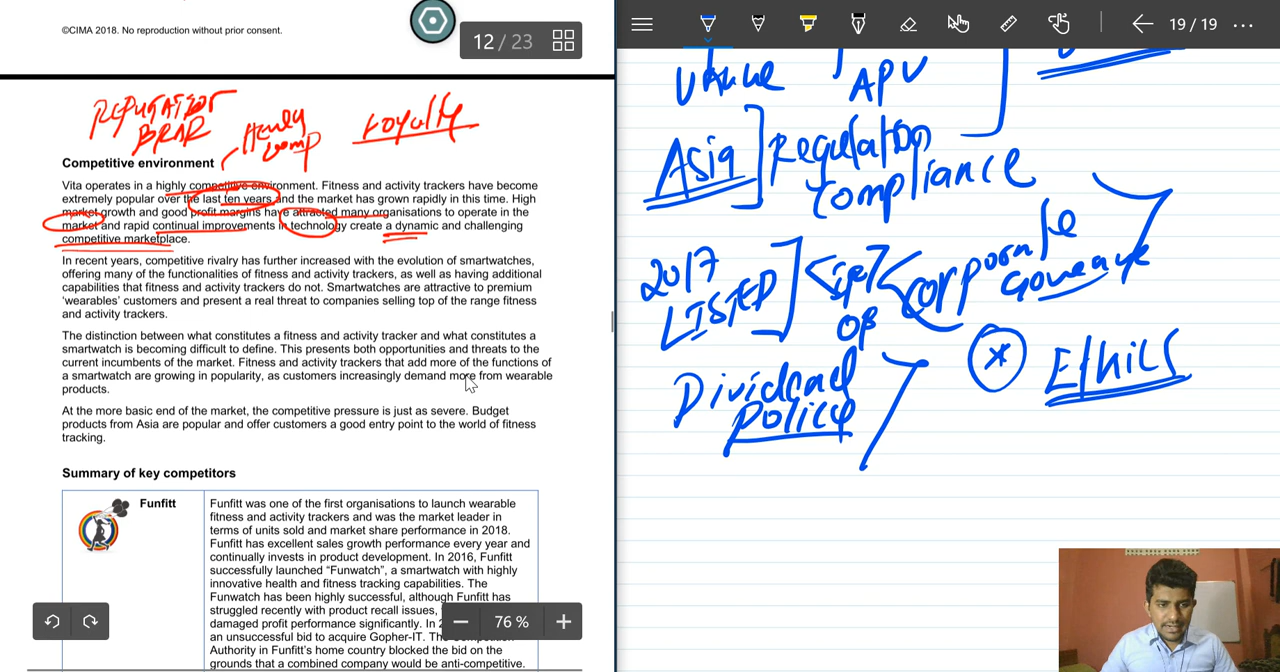 ©CIMA 2018. No reproduction without prior consent.
12 / 23
REPUTATION
BRAR
Heavy
comp
Loyalty
Competitive environment
Vita operates in a highly competitive environment. Fitness and activity trackers have become
extremely popular over the last ten years and the market has grown rapidly in this time. High
market growth and good profit margins have attracted many organisations to operate in the
market and rapid continual improvements in technology create a dynamic and challenging
competitive marketplace.
In recent years, competitive rivalry has further increased with the evolution of smartwatches,
offering many of the functionalities of fitness and activity trackers, as well as having additional
capabilities that fitness and activity trackers do not. Smartwatches are attractive to premium
'wearables' customers and present a real threat to companies selling top of the range fitness
and activity trackers.
The distinction between what constitutes a fitness and activity tracker and what constitutes a
smartwatch is becoming difficult to define. This presents both opportunities and threats to the
current incumbents of the market. Fitness and activity trackers that add more of the functions of
a smartwatch are growing in popularity, as customers increasingly demand more from wearable
products.
At the more basic end of the market, the competitive pressure is just as severe. Budget
products from Asia are popular and offer customers a good entry point to the world of fitness
tracking.
Summary of key competitors
Funfitt
Funfitt was one of the first organisations to launch wearable
fitness and activity trackers and was the market leader in
terms of units sold and market share performance in 2018.
Funfitt has excellent sales growth performance every year and
continually invests in product development. In 2016, Funfitt
successfully launched "Funwatch", a smartwatch with highly
innovative health and fitness tracking capabilities. The
Funwatch has been highly successful, although Funfitt has
struggled recently with product recall issues,
damaged profit performance significantly. In
an unsuccessful bid to acquire Gopher-IT. The
Authority in Funfitt's home country blocked the bid on the
grounds that a combined company would be anti-competitive.
76 %
19 / 19
Value
APV
Asia
Regulation
Compliance
2017
LISTED
OB
Corporate
Goveanye
Dividend
Policy
* Ethics